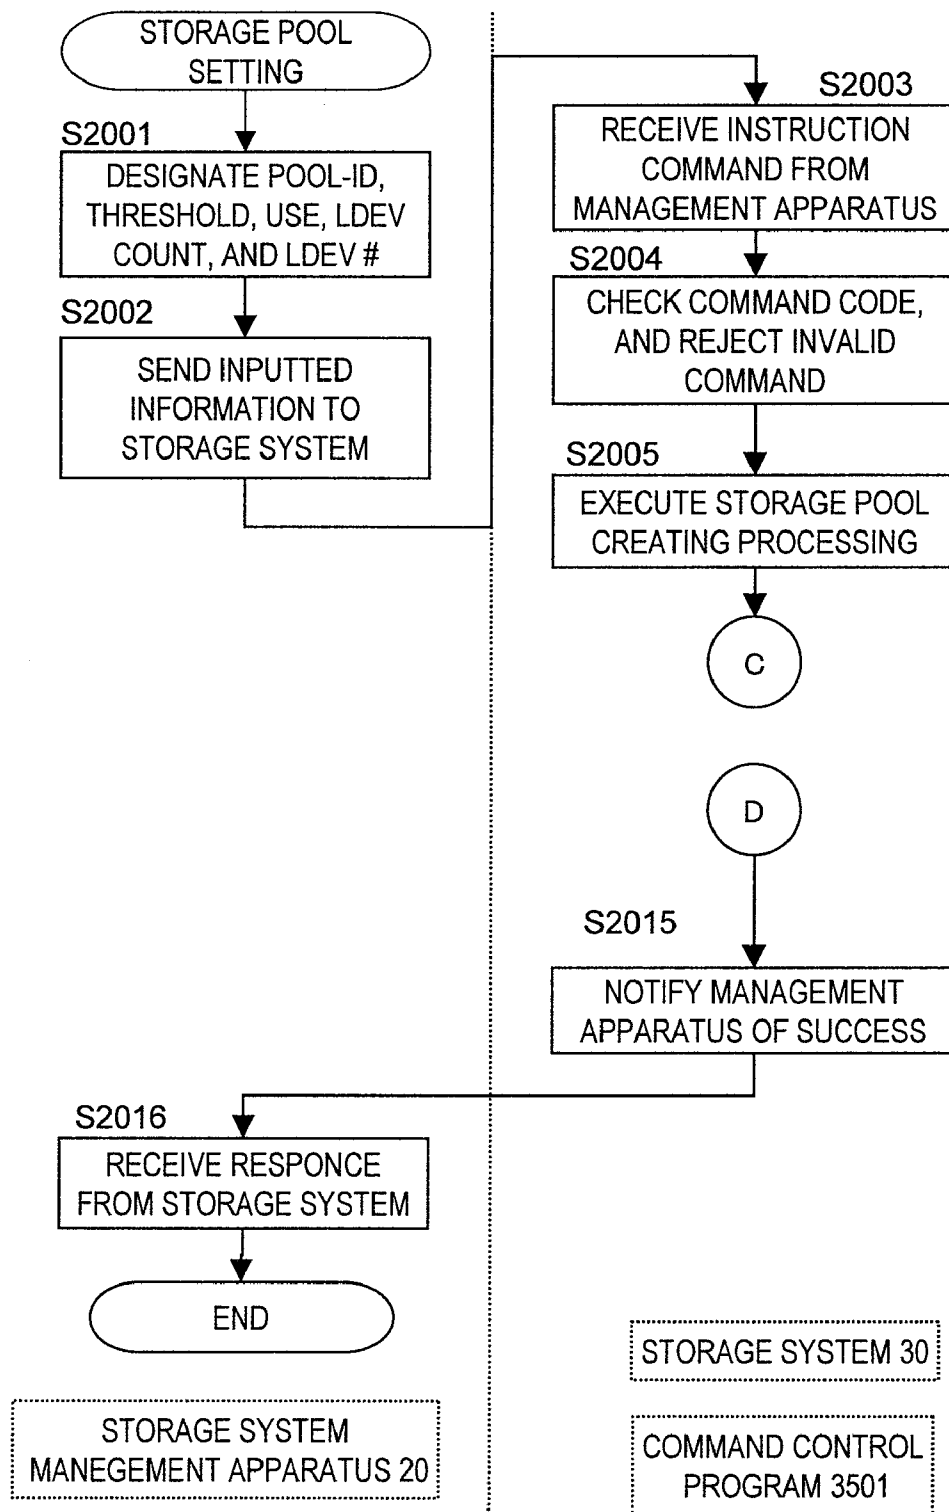 STORAGE POOL
SETTING
S2001
DESIGNATE POOL-ID,
THRESHOLD, USE, LDEV
COUNT, AND LDEV #
S2002
SEND INPUTTED
INFORMATION TO
STORAGE SYSTEM
S2003
RECEIVE INSTRUCTION
COMMAND FROM
MANAGEMENT APPARATUS
S2004
CHECK COMMAND CODE,
AND REJECT INVALID
COMMAND
S2005
EXECUTE STORAGE POOL
CREATING PROCESSING
C
D
S2015
NOTIFY MANAGEMENT
APPARATUS OF SUCCESS
S2016
RECEIVE RESPONCE
FROM STORAGE SYSTEM
END
STORAGE SYSTEM
MANEGEMENT APPARATUS 20
STORAGE SYSTEM 30
COMMAND CONTROL
PROGRAM 3501